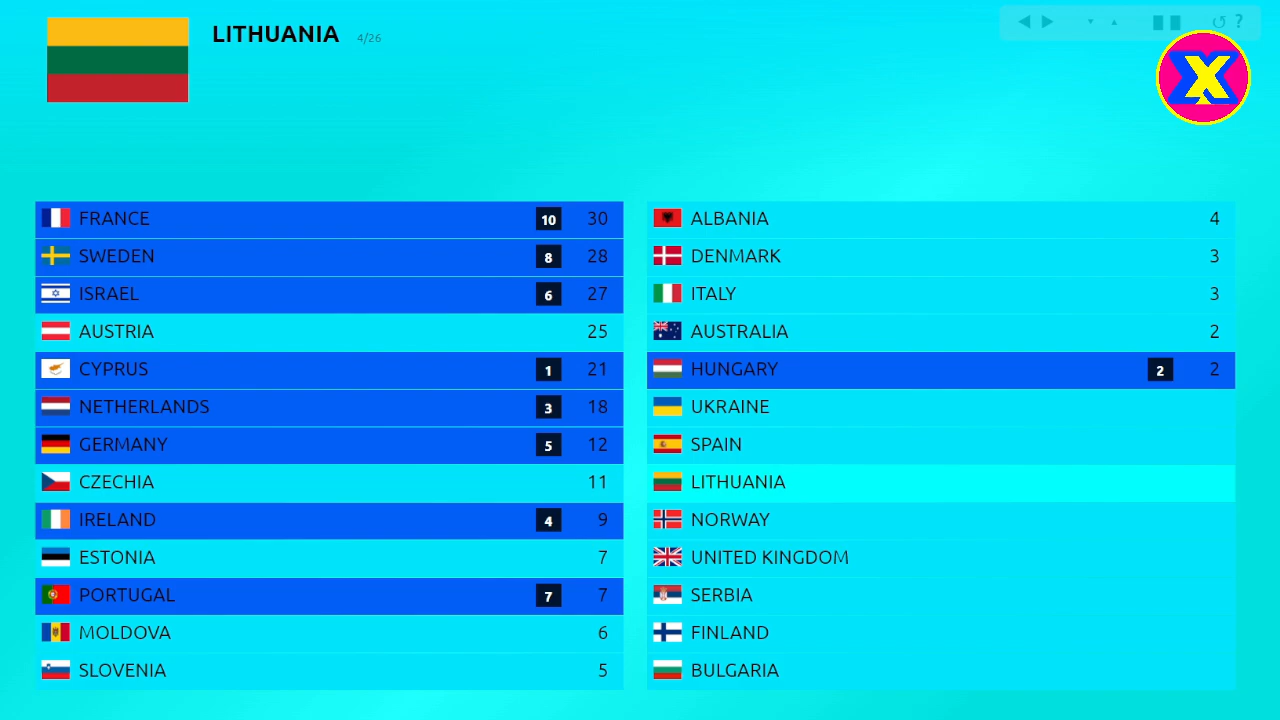 LITHUANIA 4/26
?
X
FRANCE 10 30
SWEDEN 8 28
ISRAEL 6 27
AUSTRIA 25
CYPRUS 1 21
NETHERLANDS 3 18
GERMANY 5 12
CZECHIA 11
IRELAND 4 9
ESTONIA 7
PORTUGAL 7 7
MOLDOVA 6
SLOVENIA 5
ALBANIA 4
DENMARK 3
ITALY 3
AUSTRALIA 2
HUNGARY 2 2
UKRAINE
SPAIN
LITHUANIA
NORWAY
UNITED KINGDOM
SERBIA
FINLAND
BULGARIA